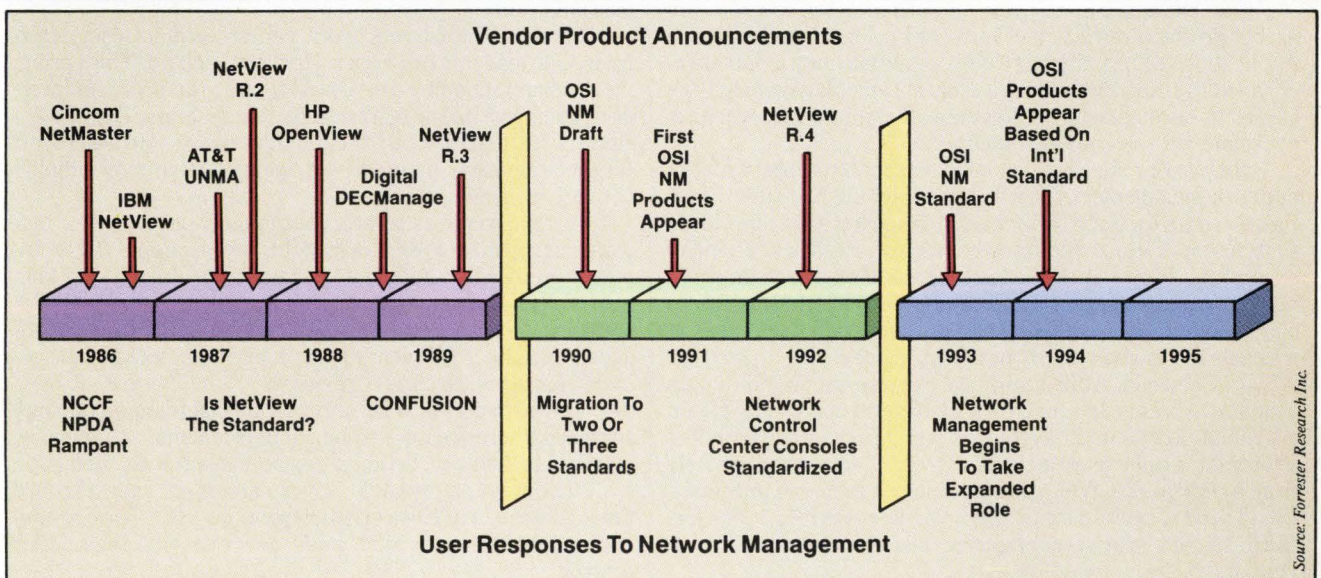 Vendor Product Announcements
Cincom
NetMaster
IBM
NetView
AT&T
UNMA
NetView
R.2
HP
OpenView
Digital
DECManage
NetView
R.3
OSI
NM
Draft
First
OSI
NM
Products
Appear
NetView
R.4
OSI
NM
Standard
OSI
Products
Appear
Based On
Int'l
Standard
1986
1987
1988
1989
1990
1991
1992
1993
1994
1995
NCCF
NPDA
Rampant
Is NetView
The Standard?
CONFUSION
Migration To
Two Or
Three
Standards
Network
Control
Center Consoles
Standardized
Network
Management
Begins
To Take
Expanded
Role
User Responses To Network Management
Source: Forrester Research Inc.